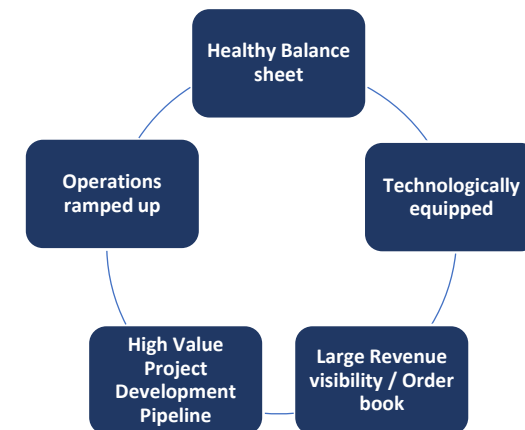 Healthy Balance
sheet
Technologically
equipped
Large Revenue
visibility / Order
book
High Value
Project
Development
Pipeline
Operations
ramped up